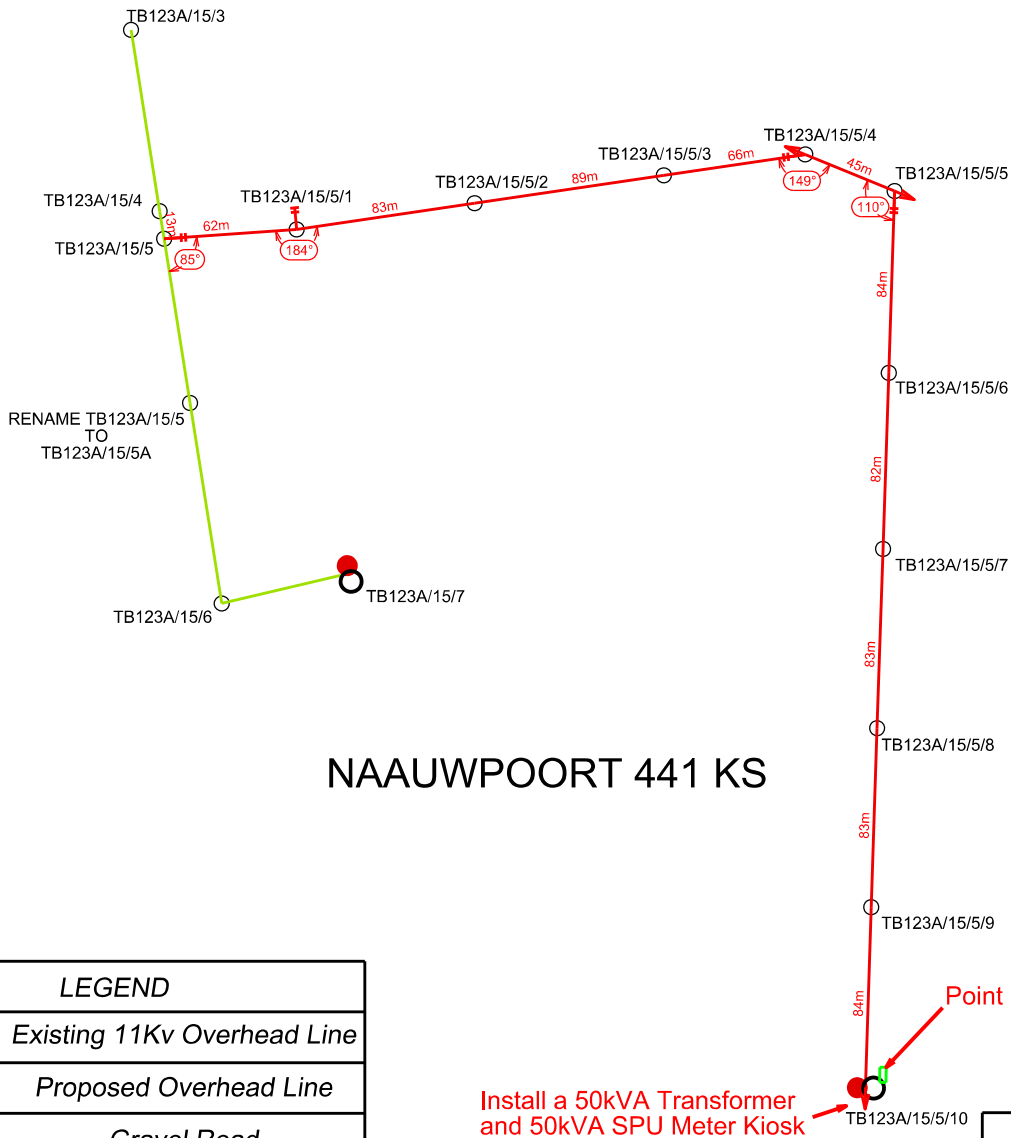 TB123A/15/3
TB123A/15/5/4
TB123A/15/5/3
66m
45m
149°
TB123A/15/5/5
110°
TB123A/15/5/2
89m
TB123A/15/5/1
83m
TB123A/15/4
13m
62m
184°
TB123A/15/5
85°
84m
TB123A/15/5/6
RENAME TB123A/15/5
TO
TB123A/15/5A
82m
TB123A/15/5/7
TB123A/15/7
TB123A/15/6
83m
TB123A/15/5/8
NAAUWPOORT 441 KS
83m
TB123A/15/5/9
84m
Point
LEGEND
Existing 11Kv Overhead Line
Proposed Overhead Line
Gravel Road
Install a 50kVA Transformer
and 50kVA SPU Meter Kiosk
TB123A/15/5/10